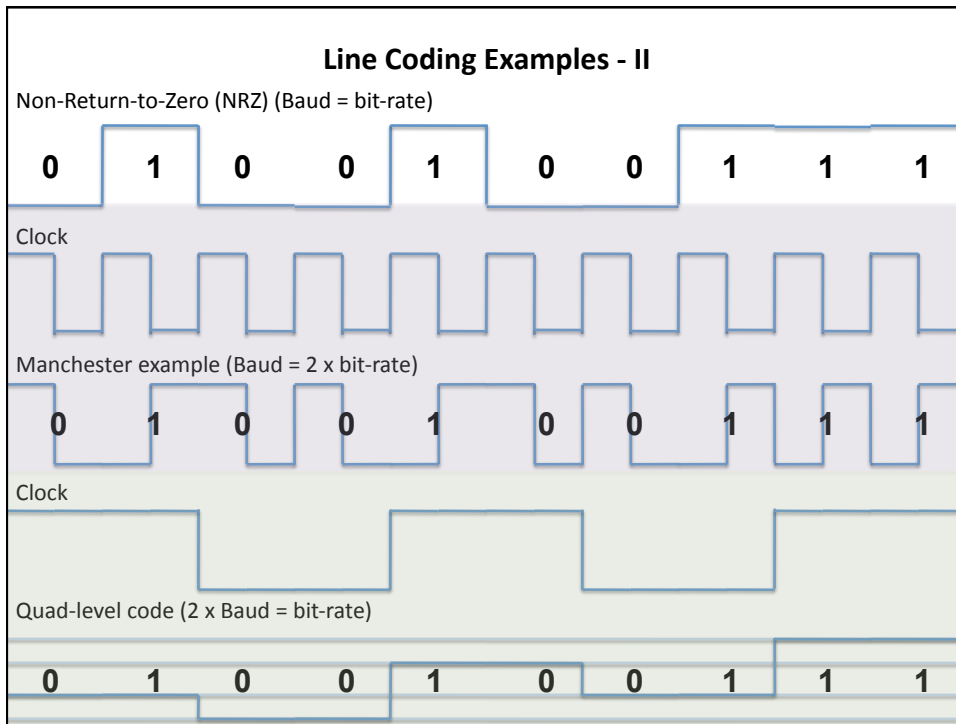 Line Coding Examples - II
Non-Return-to-Zero (NRZ) (Baud = bit-rate)
0 1 0 0 1 0 0 1 1 1
Clock
Manchester example (Baud = 2 x bit-rate)
0 1 0 0 1 0 0 1 1 1
Clock
Quad-level code (2 x Baud = bit-rate)
0 1 0 0 1 0 0 1 1 1